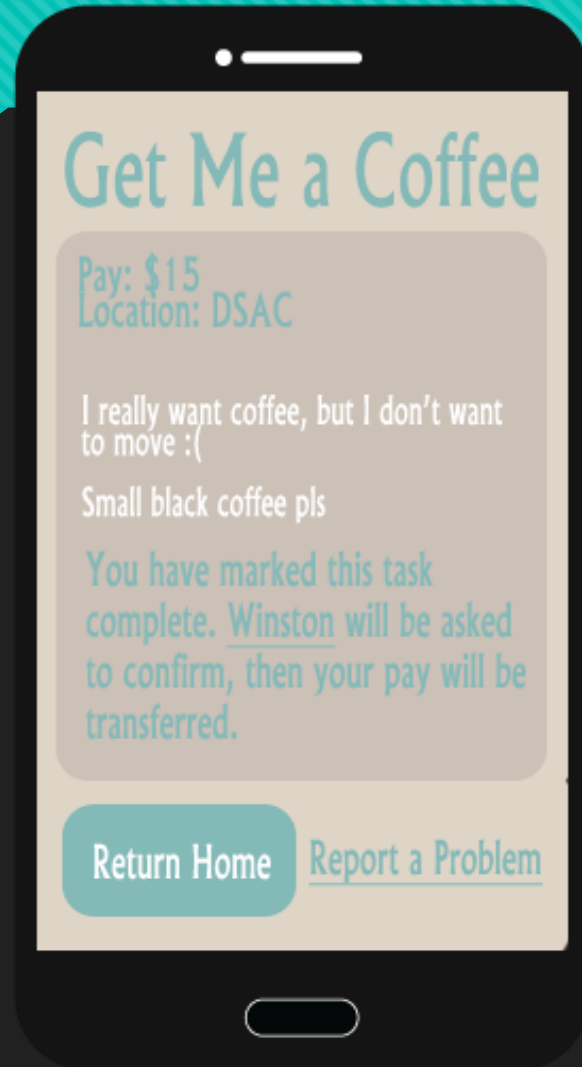 Get Me a Coffee
Pay: $15
Location: DSAC
I really want coffee, but I don’t want
to move :(
Small black coffee pls
You have marked this task
complete. Winston will be asked
to confirm, then your pay will be
transferred.
Return Home
Report a Problem